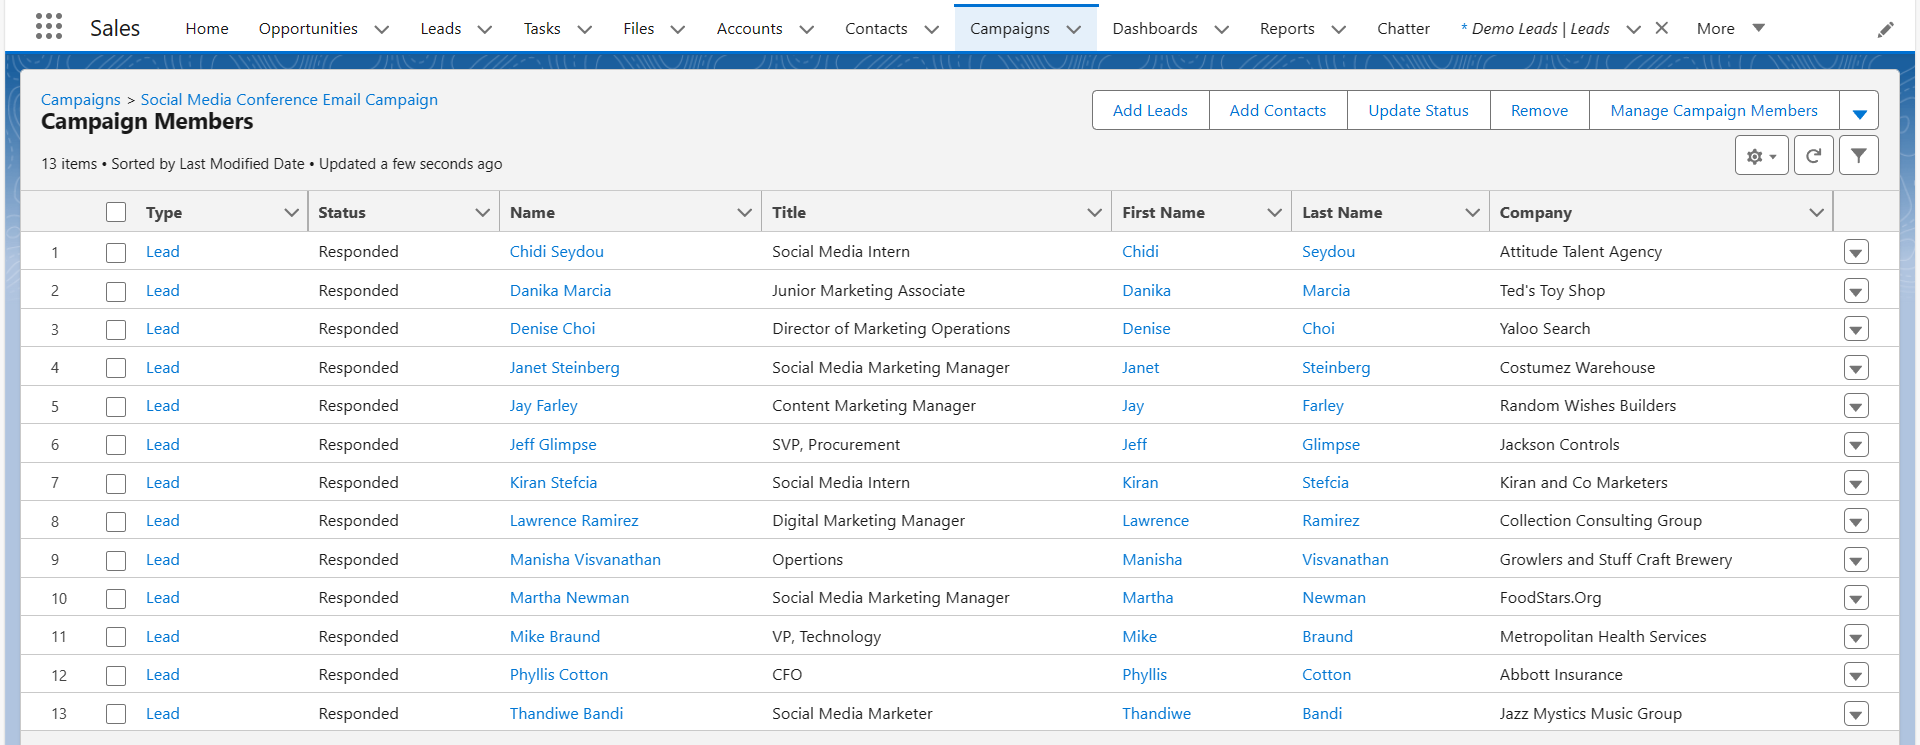 Sales Home Opportunities Leads Tasks Files Accounts Contacts Campaigns Dashboards Reports Chatter * Demo Leads | Leads More
Campaigns > Social Media Conference Email Campaign
Campaign Members
Add Leads Add Contacts Update Status Remove Manage Campaign Members
13 items • Sorted by Last Modified Date • Updated a few seconds ago
Type Status Name Title First Name Last Name Company
1 Lead Responded Chidi Seydou Social Media Intern Chidi Seydou Attitude Talent Agency
2 Lead Responded Danika Marcia Junior Marketing Associate Danika Marcia Ted's Toy Shop
3 Lead Responded Denise Choi Director of Marketing Operations Denise Choi Yaloo Search
4 Lead Responded Janet Steinberg Social Media Marketing Manager Janet Steinberg Costumez Warehouse
5 Lead Responded Jay Farley Content Marketing Manager Jay Farley Random Wishes Builders
6 Lead Responded Jeff Glimpse SVP, Procurement Jeff Glimpse Jackson Controls
7 Lead Responded Kiran Stefcia Social Media Intern Kiran Stefcia Kiran and Co Marketers
8 Lead Responded Lawrence Ramirez Digital Marketing Manager Lawrence Ramirez Collection Consulting Group
9 Lead Responded Manisha Visvanathan Opertions Manisha Visvanathan Growlers and Stuff Craft Brewery
10 Lead Responded Martha Newman Social Media Marketing Manager Martha Newman FoodStars.Org
11 Lead Responded Mike Braund VP, Technology Mike Braund Metropolitan Health Services
12 Lead Responded Phyllis Cotton CFO Phyllis Cotton Abbott Insurance
13 Lead Responded Thandiwe Bandi Social Media Marketer Thandiwe Bandi Jazz Mystics Music Group